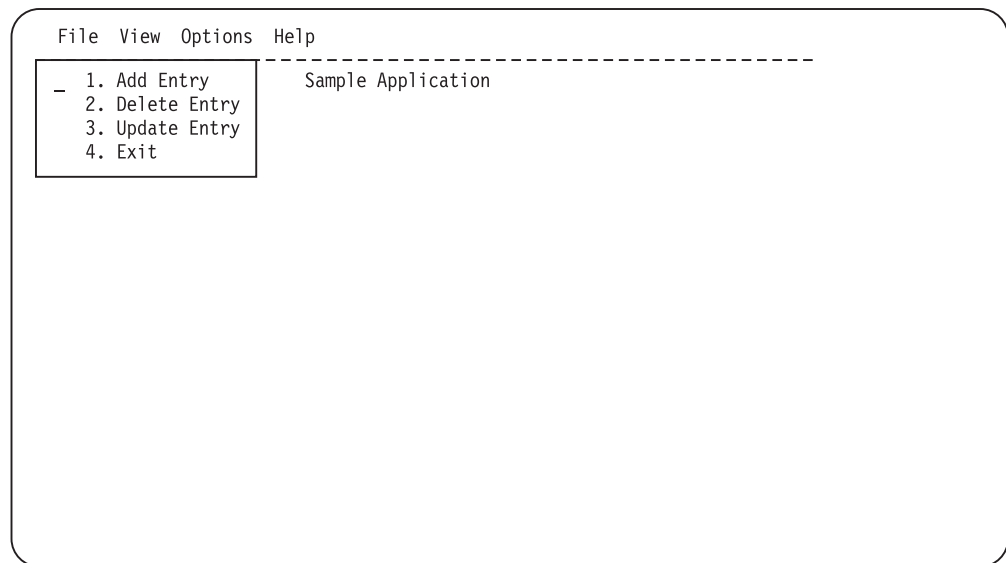 File View Options Help
_ 1. Add Entry Sample Application
2. Delete Entry
3. Update Entry
4. Exit